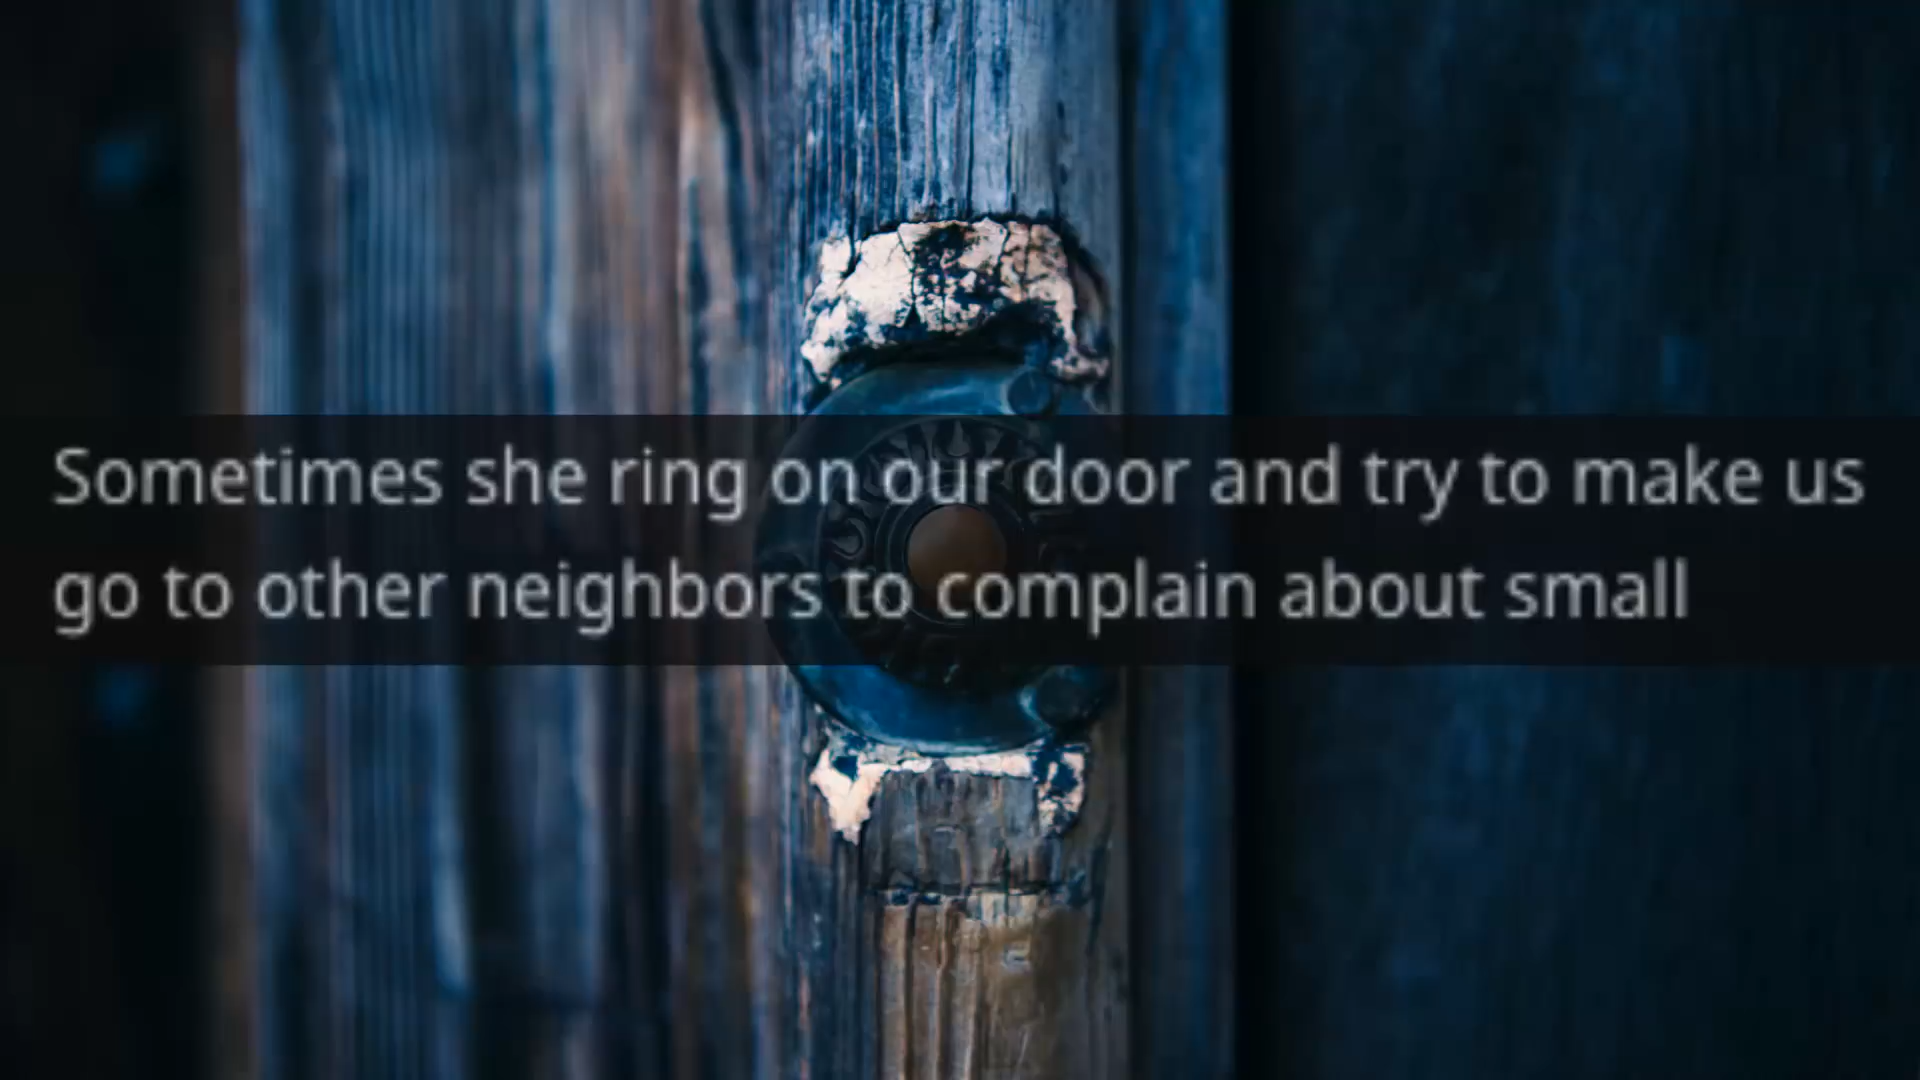 Sometimes she ring on our door and try to make us
go to other neighbors to complain about small